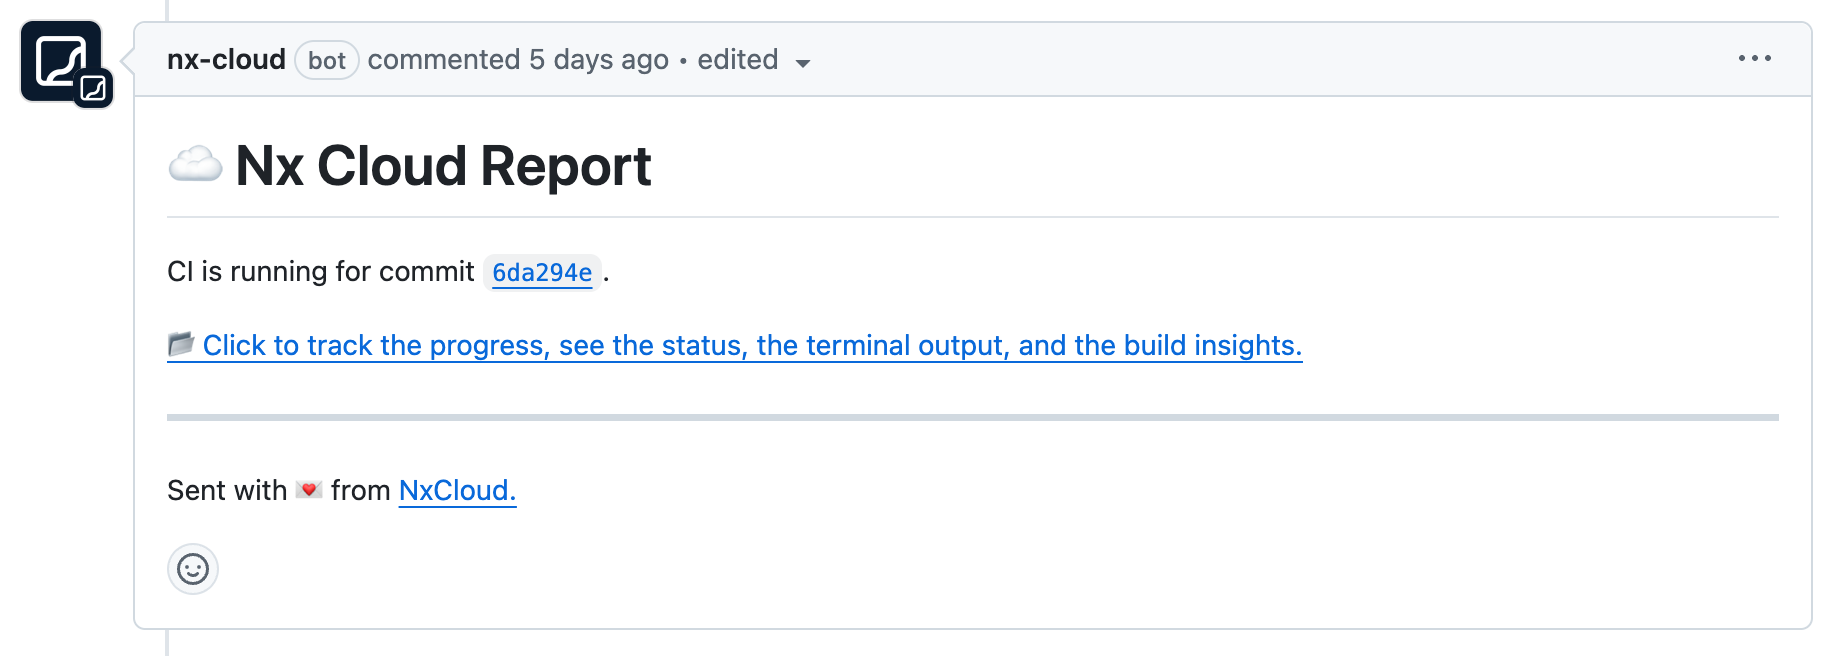 nx-cloud bot commented 5 days ago • edited
☁️ Nx Cloud Report
CI is running for commit 6da294e .
📂 Click to track the progress, see the status, the terminal output, and the build insights.
Sent with 💌 from NxCloud.